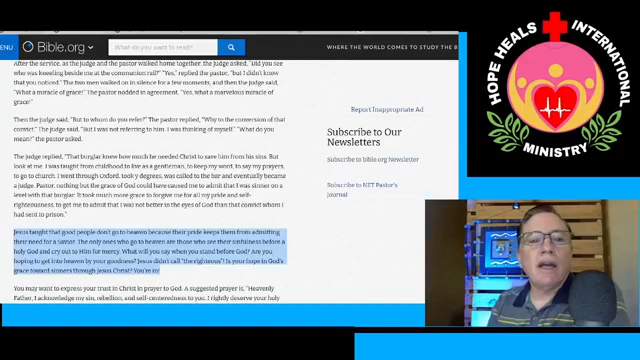 MENU
Bible.org
What do you want to read?
WHERE THE WORLD COMES TO STUDY THE B
After the service, as the judge and the pastor walked home together, the judge asked. "Did you see
who was kneeling beside me at the communion rail?" "Yes," replied the pastor, "but I didn't know
that you noticed." The two men walked on in silence for a few moments, and then the judge said,
"What a miracle of grace!" The pastor nodded in agreement. "Yes, what a marvelous miracle of
grace!"
Then the judge said, "But to whom do you refer?" The pastor replied, "Why to the conversion of that
convict." The judge said, "But I was not referring to him. I was thinking of myself." "What do you
mean?" the pastor asked.
The judge replied, "That burglar knew how much he needed Christ to save him from his sins. But
look at me. I was taught from childhood to live as a gentleman, to keep my word, to say my prayers,
to go to church. I went through Oxford, took my degrees, was called to the bar and eventually became
a judge. Pastor, nothing but the grace of God could have caused me to admit that I was sinner on
a level with that burglar. It took much more grace to forgive me for all my pride and self-
righteousness, to get me to admit that I was not better in the eyes of God than that convict whom
I had sent to prison."
Jesus taught that good people don't go to heaven because their pride keeps them from admitting
their need for a Savior. The only ones who go to heaven are those who see their sinfulness before a
holy God and cry out to Him for mercy. What will you say when you stand before God? Are you
hoping to get into heaven by your goodness? Jesus didn't call "the righteous"! Is your hope in God's
grace toward sinners through Jesus Christ? You're in!
You may want to express your trust in Christ in prayer to God. A suggested prayer is, "Heavenly
Father, I acknowledge my sin, rebellion, and self-centeredness to you. I rightly deserve your holy
Report Inappropriate Ad
Subscribe to Our
Newsletters
Subscribe to bible.org Newsletter
Subscribe to NET Pastor's
Journal
HOPE HEALS INTERNATIONAL
MINISTRY